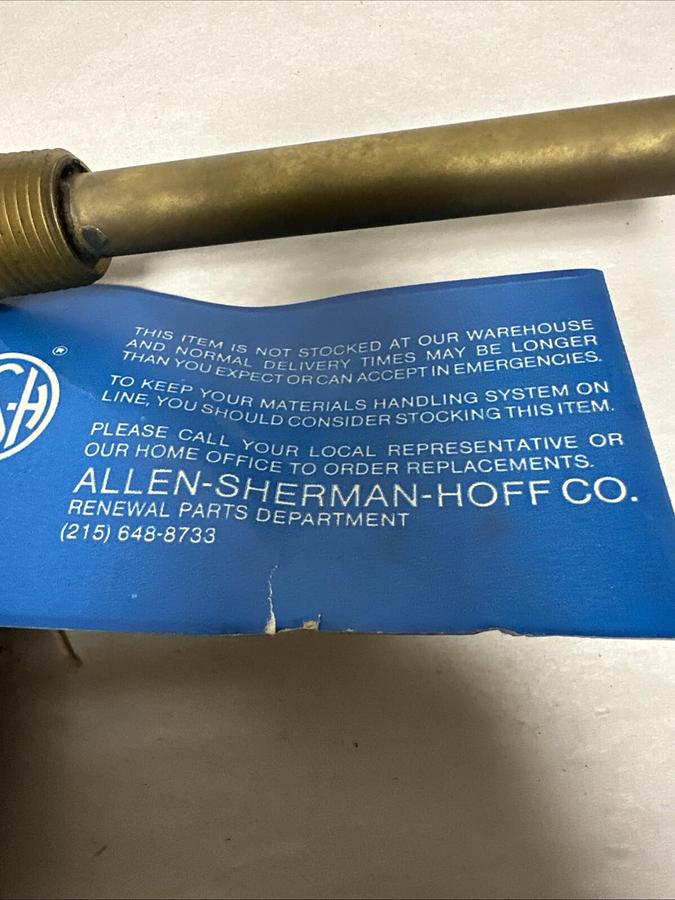 ®
S-H
THIS ITEM IS NOT STOCKED AT OUR WAREHOUSE
AND NORMAL DELIVERY TIMES MAY BE LONGER
THAN YOU EXPECT OR CAN ACCEPT IN EMERGENCIES.
TO KEEP YOUR MATERIALS HANDLING SYSTEM ON
LINE, YOU SHOULD CONSIDER STOCKING THIS ITEM.
PLEASE CALL YOUR LOCAL REPRESENTATIVE OR
OUR HOME OFFICE TO ORDER REPLACEMENTS.
ALLEN-SHERMAN-HOFF CO.
RENEWAL PARTS DEPARTMENT
(215) 648-8733